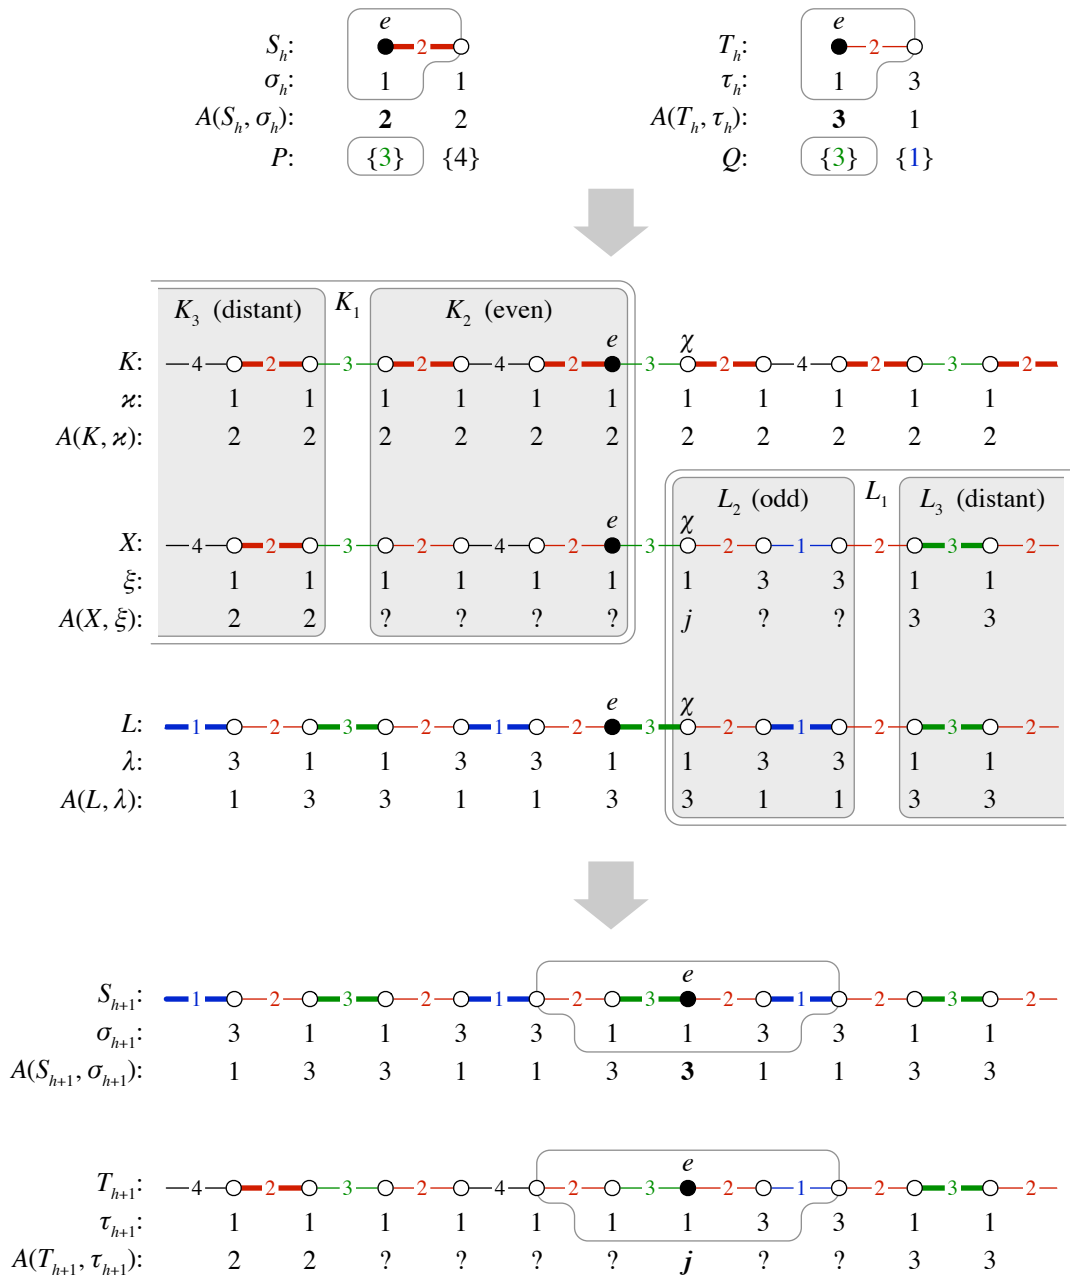 e e
S_h: 2 T_h: 2
σ_h: 1 1 τ_h: 1 3
A(S_h, σ_h): 2 2 A(T_h, τ_h): 3 1
P: {3} {4} Q: {3} {1}
K_3 (distant) K_1 K_2 (even)
e χ
K: 4 2 3 2 4 2 3 2 4 2 3 2
ϰ: 1 1 1 1 1 1 1 1 1 1 1
A(K, ϰ): 2 2 2 2 2 2 2 2 2 2 2
L_2 (odd) L_1 L_3 (distant)
e χ
X: 4 2 3 2 4 2 3 2 1 2 3 2
ξ: 1 1 1 1 1 1 1 3 3 1 1
A(X, ξ): 2 2 ? ? ? ? j ? ? 3 3
e χ
L: 1 2 3 2 1 2 3 2 1 2 3 2
λ: 3 1 1 3 3 1 1 3 3 1 1
A(L, λ): 1 3 3 1 1 3 3 1 1 3 3
e
S_{h+1}: 1 2 3 2 1 2 3 2 1 2 3 2
σ_{h+1}: 3 1 1 3 3 1 1 3 3 1 1
A(S_{h+1}, σ_{h+1}): 1 3 3 1 1 3 3 1 1 3 3
e
T_{h+1}: 4 2 3 2 4 2 3 2 1 2 3 2
τ_{h+1}: 1 1 1 1 1 1 1 3 3 1 1
A(T_{h+1}, τ_{h+1}): 2 2 ? ? ? ? j ? ? 3 3